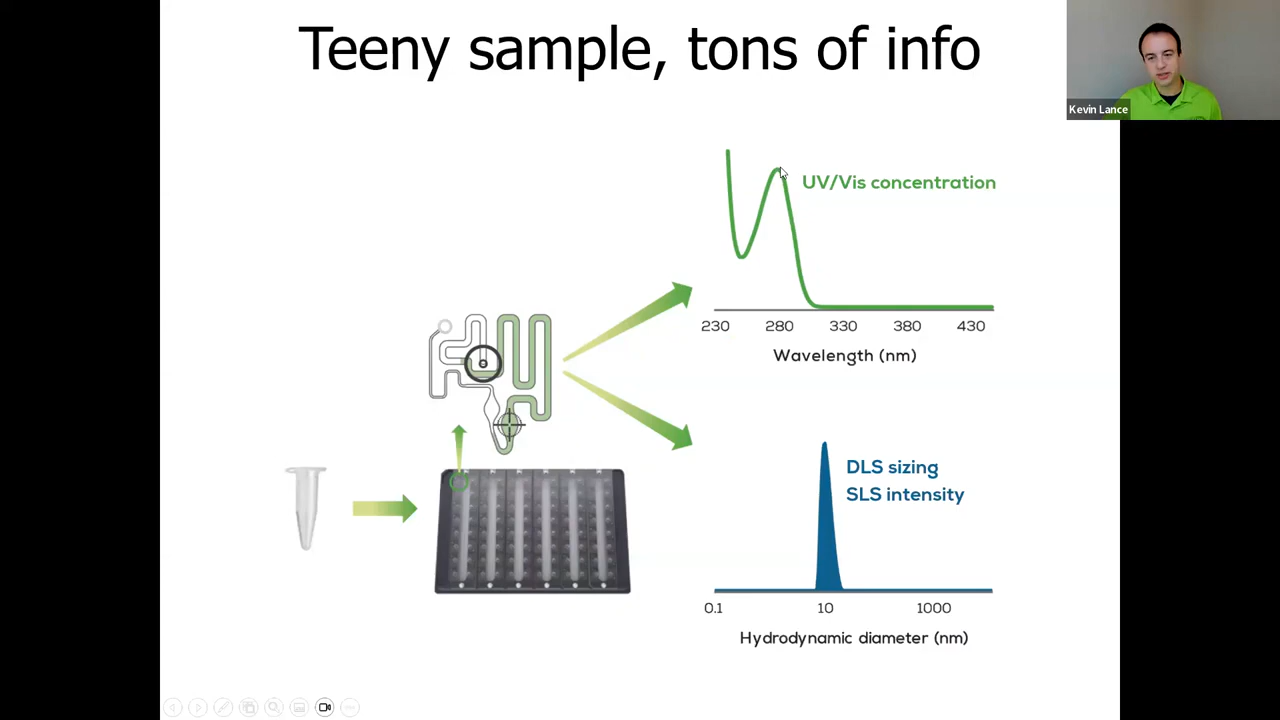 Teeny sample, tons of info
Kevin Lance
UV/Vis concentration
230 280 330 380 430
Wavelength (nm)
DLS sizing
SLS intensity
0.1 10 1000
Hydrodynamic diameter (nm)